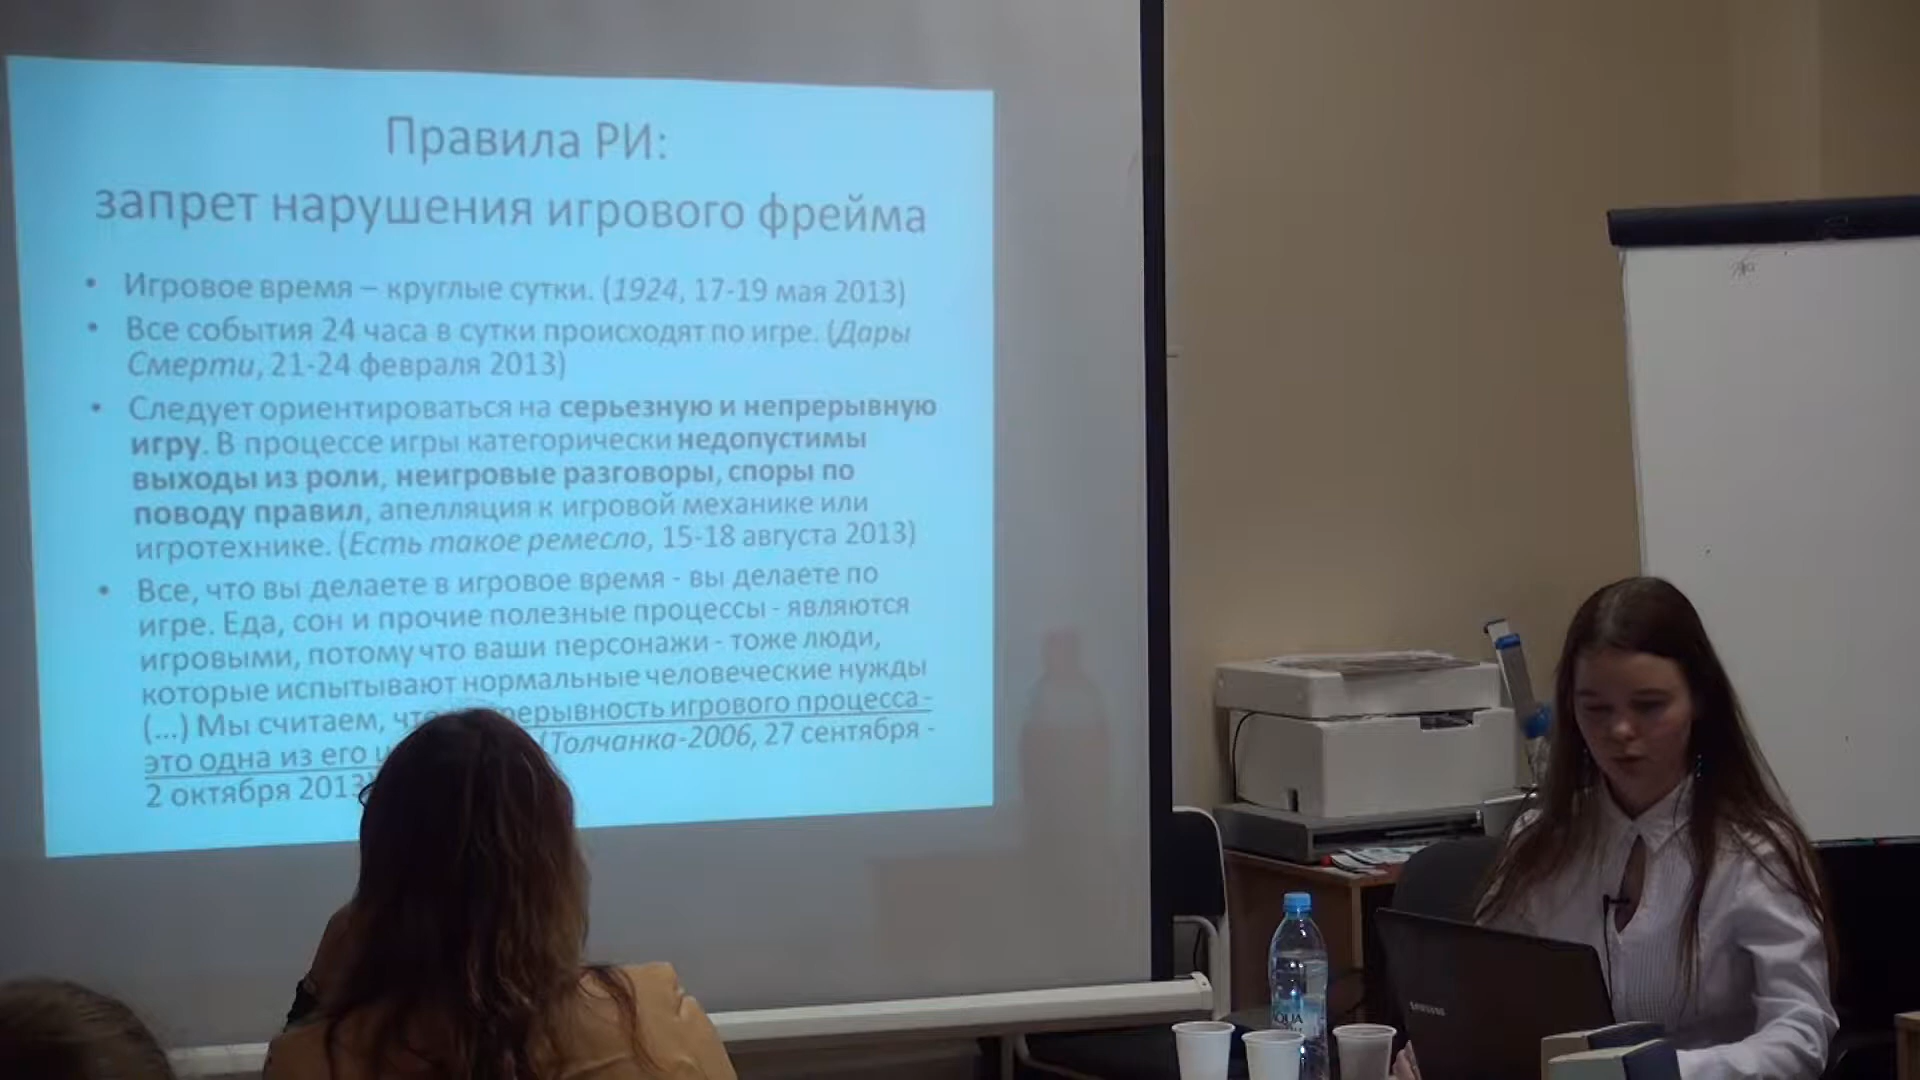 Правила РИ:
запрет нарушения игрового фрейма
• Игровое время – круглые сутки. (1924, 17-19 мая 2013)
• Все события 24 часа в сутки происходят по игре. (Дары
Смерти, 21-24 февраля 2013)
• Следует ориентироваться на серьезную и непрерывную
игру. В процессе игры категорически недопустимы
выходы из роли, неигровые разговоры, споры по
поводу правил, апелляция к игровой механике или
игротехнике. (Есть такое ремесло, 15-18 августа 2013)
• Все, что вы делаете в игровое время - вы делаете по
игре. Еда, сон и прочие полезные процессы - являются
игровыми, потому что ваши персонажи - тоже люди,
которые испытывают нормальные человеческие нужды
(...) Мы считаем, процесса игрового -
это одна из его (Толчанка-2006, 27 сентября -
2 октября 2013
SAMSUNG
AQUA